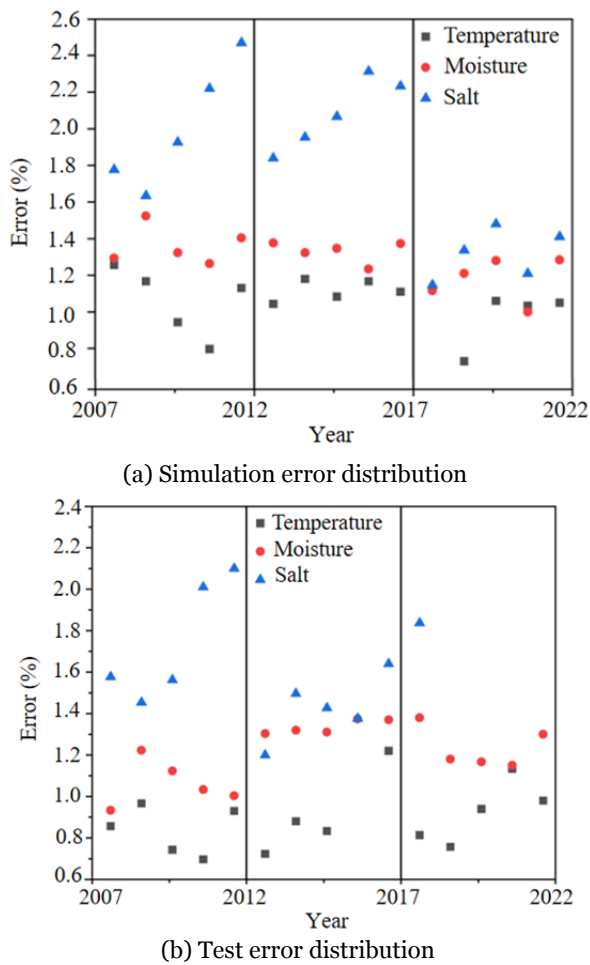 2.6
2.4
2.2
2.0
1.8
1.6
1.4
1.2
1.0
0.8
0.6
Error (%)
Temperature
Moisture
Salt
2007 2012 2017 2022
Year
(a) Simulation error distribution
2.4
2.2
2.0
1.8
1.6
1.4
1.2
1.0
0.8
0.6
Error (%)
Temperature
Moisture
Salt
2007 2012 2017 2022
Year
(b) Test error distribution